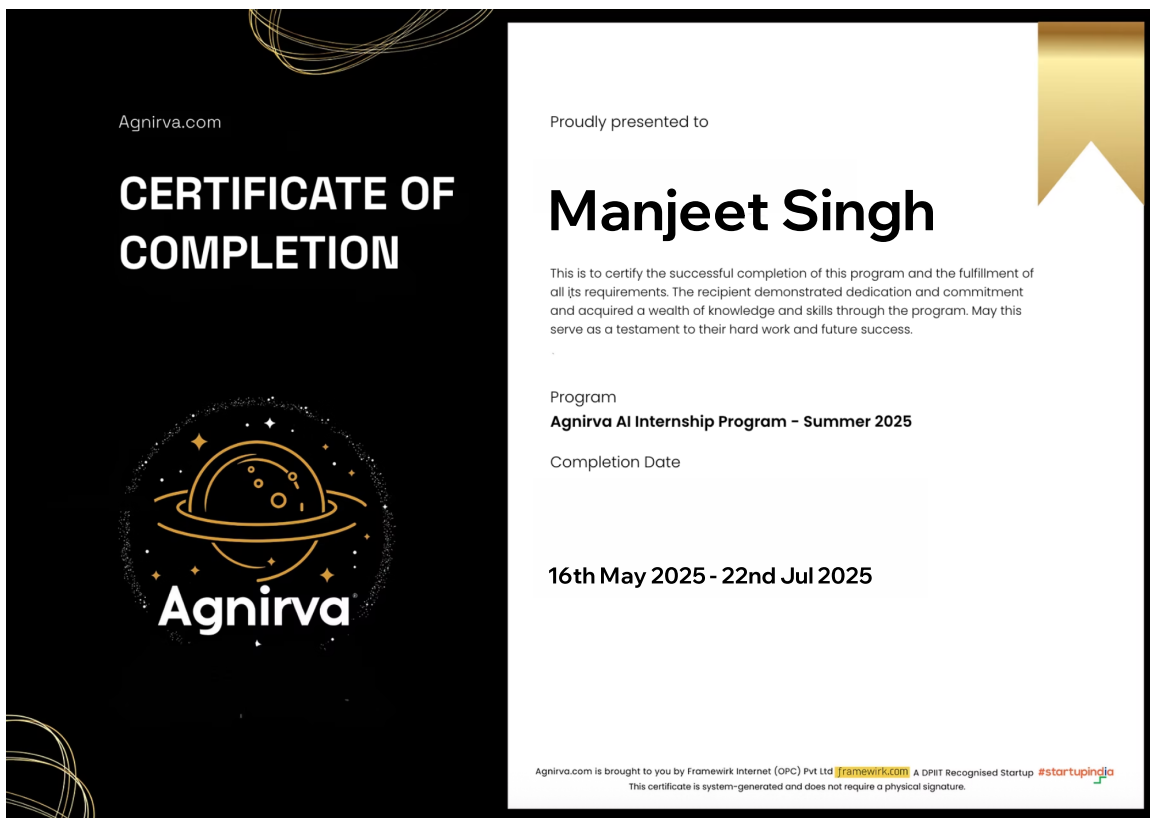 Agnirva.com
CERTIFICATE OF
COMPLETION
Agnirva
Proudly presented to
Manjeet Singh
This is to certify the successful completion of this program and the fulfillment of
all its requirements. The recipient demonstrated dedication and commitment
and acquired a wealth of knowledge and skills through the program. May this
serve as a testament to their hard work and future success.
Program
Agnirva AI Internship Program - Summer 2025
Completion Date
16th May 2025 - 22nd Jul 2025
Agnirva.com is brought to you by Framewirk Internet (OPC) Pvt Ltd framewirk.com A DPIIT Recognised Startup #startupindia
This certificate is system-generated and does not require a physical signature.